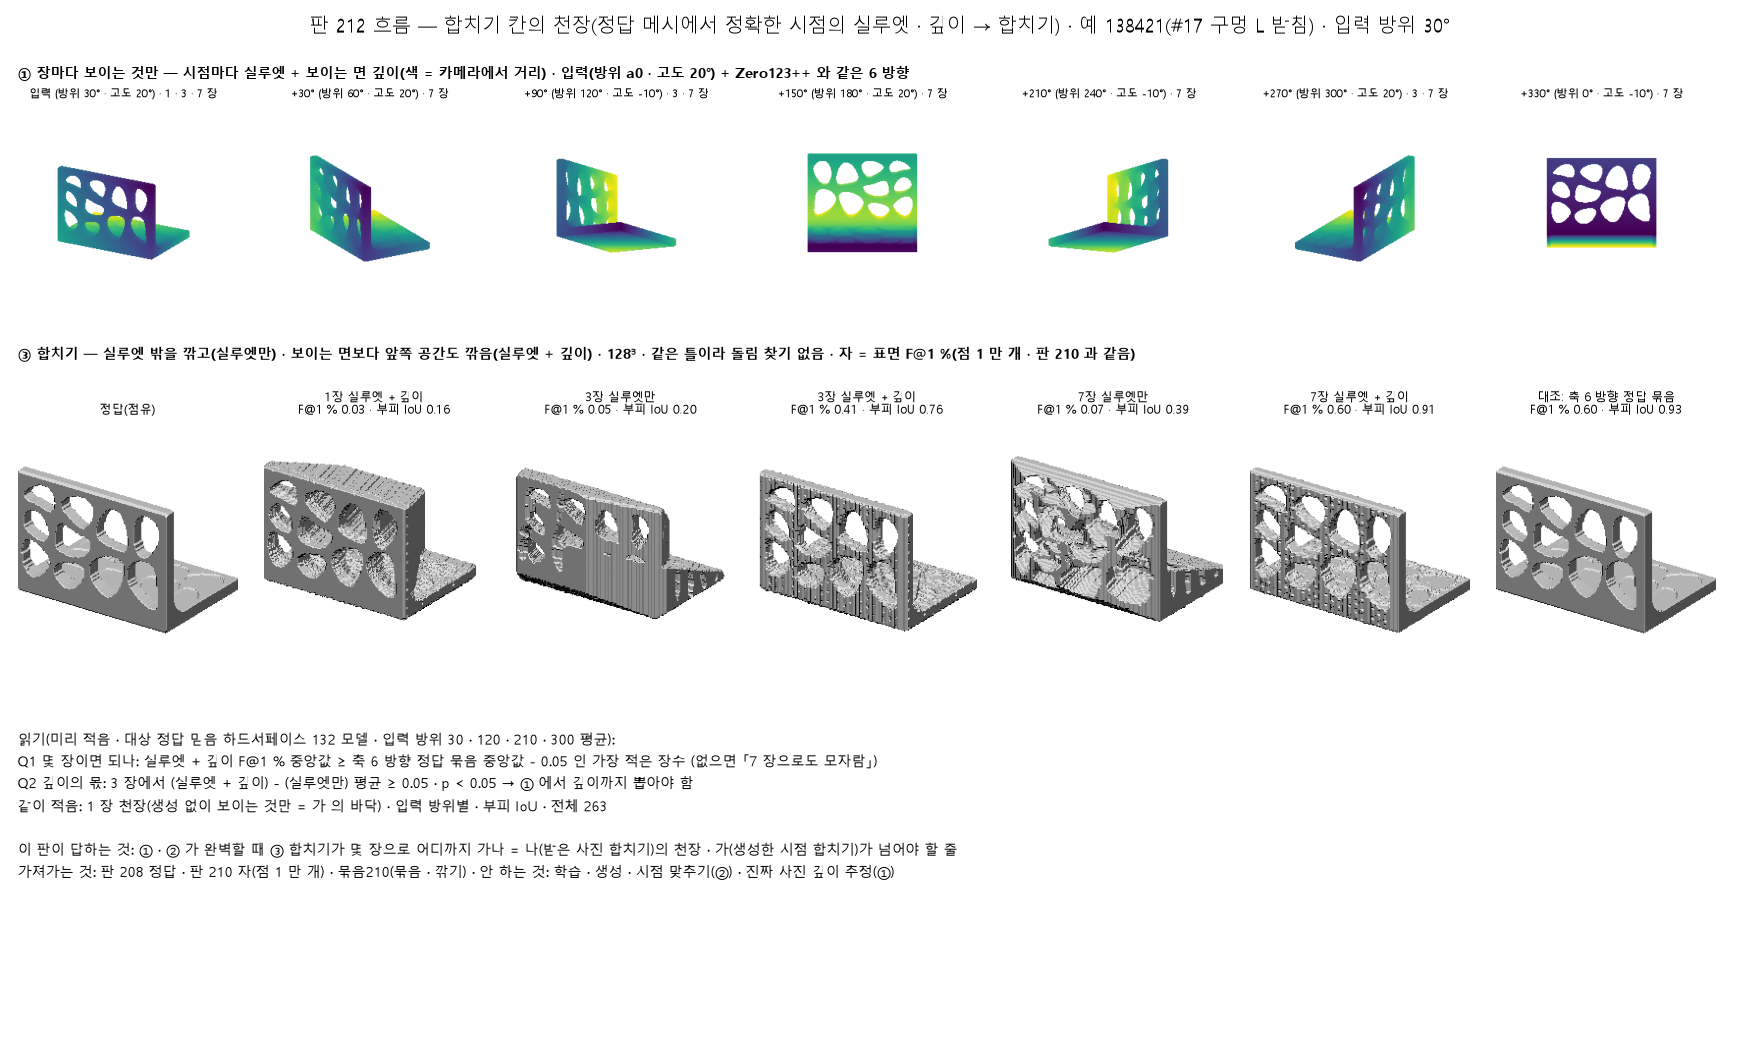 판 212 흐름 — 합치기 칸의 천장(정답 메시에서 정확한 시점의 실루엣 · 깊이 → 합치기) · 예 138421(#17 구멍 L 받침) · 입력 방위 30°
① 장마다 보이는 것만 — 시점마다 실루엣 + 보이는 면 깊이(색 = 카메라에서 거리) · 입력(방위 a0 · 고도 20°) + Zero123++ 와 같은 6 방향
입력 (방위 30° · 고도 20°) · 1 · 3 · 7 장
+30° (방위 60° · 고도 20°) · 7 장
+90° (방위 120° · 고도 -10°) · 3 · 7 장
+150° (방위 180° · 고도 20°) · 7 장
+210° (방위 240° · 고도 -10°) · 7 장
+270° (방위 300° · 고도 20°) · 3 · 7 장
+330° (방위 0° · 고도 -10°) · 7 장
③ 합치기 — 실루엣 밖을 깎고(실루엣만) · 보이는 면보다 앞쪽 공간도 깎음(실루엣 + 깊이) · 128³ · 같은 틀이라 돌림 찾기 없음 · 자 = 표면 F@1 %(점 1 만 개 · 판 210 과 같음)
정답(점유)
1장 실루엣 + 깊이
F@1 % 0.03 · 부피 IoU 0.16
3장 실루엣만
F@1 % 0.05 · 부피 IoU 0.20
3장 실루엣 + 깊이
F@1 % 0.41 · 부피 IoU 0.76
7장 실루엣만
F@1 % 0.07 · 부피 IoU 0.39
7장 실루엣 + 깊이
F@1 % 0.60 · 부피 IoU 0.91
대조: 축 6 방향 정답 묶음
F@1 % 0.60 · 부피 IoU 0.93
읽기(미리 적음 · 대상 정답 믿음 하드서페이스 132 모델 · 입력 방위 30 · 120 · 210 · 300 평균):
Q1 몇 장이면 되나: 실루엣 + 깊이 F@1 % 중앙값 ≥ 축 6 방향 정답 묶음 중앙값 - 0.05 인 가장 적은 장수 (없으면 「7 장으로도 모자람」)
Q2 깊이의 몫: 3 장에서 (실루엣 + 깊이) - (실루엣만) 평균 ≥ 0.05 · p < 0.05 → ① 에서 깊이까지 뽑아야 함
같이 적음: 1 장 천장(생성 없이 보이는 것만 = 가 의 바닥) · 입력 방위별 · 부피 IoU · 전체 263
이 판이 답하는 것: ① · ② 가 완벽할 때 ③ 합치기가 몇 장으로 어디까지 가나 = 나(받은 사진 합치기)의 천장 · 가(생성한 시점 합치기)가 넘어야 할 줄
가져가는 것: 판 208 정답 · 판 210 자(점 1 만 개) · 묶음210(묶음 · 깎기) · 안 하는 것: 학습 · 생성 · 시점 맞추기(②) · 진짜 사진 깊이 추정(①)